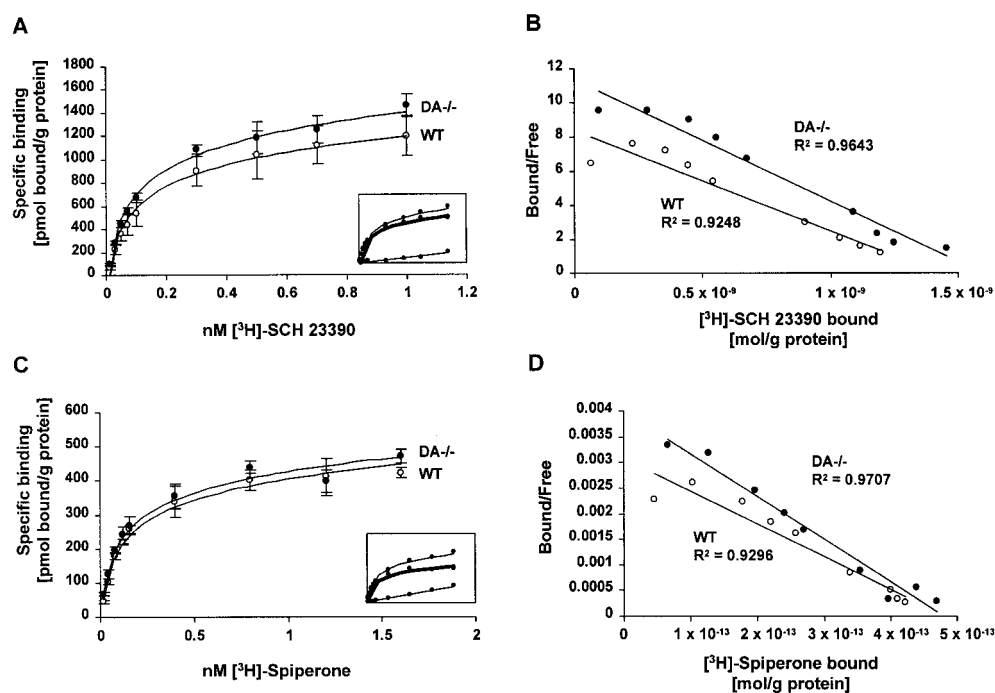 A
Specific binding
[pmol bound/g protein]
1800
1600
1400
1200
1000
800
600
400
200
0
DA-/-
WT
0
0.2
0.4
0.6
0.8
1
1.2
nM [³H]-SCH 23390
B
Bound/Free
12
10
8
6
4
2
0
DA-/-
R² = 0.9643
WT
R² = 0.9248
0
0.5 x 10⁻⁹
1 x 10⁻⁹
1.5 x 10⁻⁹
[³H]-SCH 23390 bound
[mol/g protein]
C
Specific binding
[pmol bound/g protein]
600
500
400
300
200
100
0
DA-/-
WT
0
0.5
1
1.5
2
nM [³H]-Spiperone
D
Bound/Free
0.004
0.0035
0.003
0.0025
0.002
0.0015
0.001
0.0005
0
DA-/-
R² = 0.9707
WT
R² = 0.9296
0
1 x 10⁻¹³
2 x 10⁻¹³
3 x 10⁻¹³
4 x 10⁻¹³
5 x 10⁻¹³
[³H]-Spiperone bound
[mol/g protein]